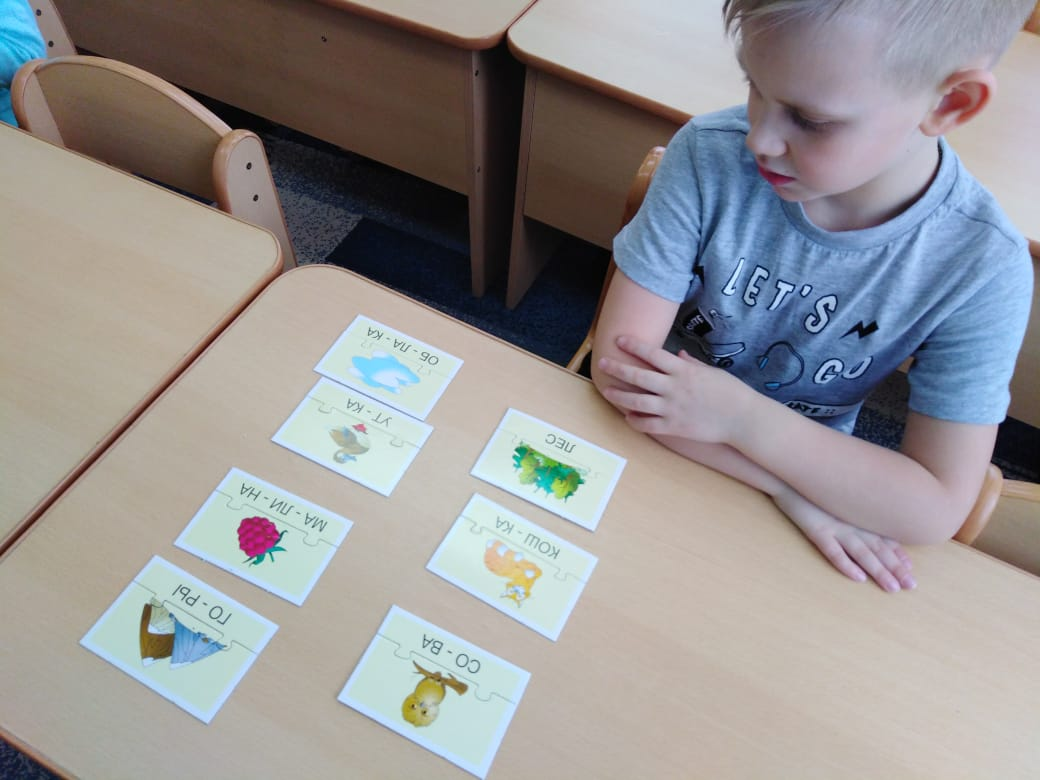 ОБ - ЛА - КА
УТ - КА
ЛЕС
МА - ЛИ - НА
КОШ - КА
ГО - РЫ
СО - ВА
LET'S
GO